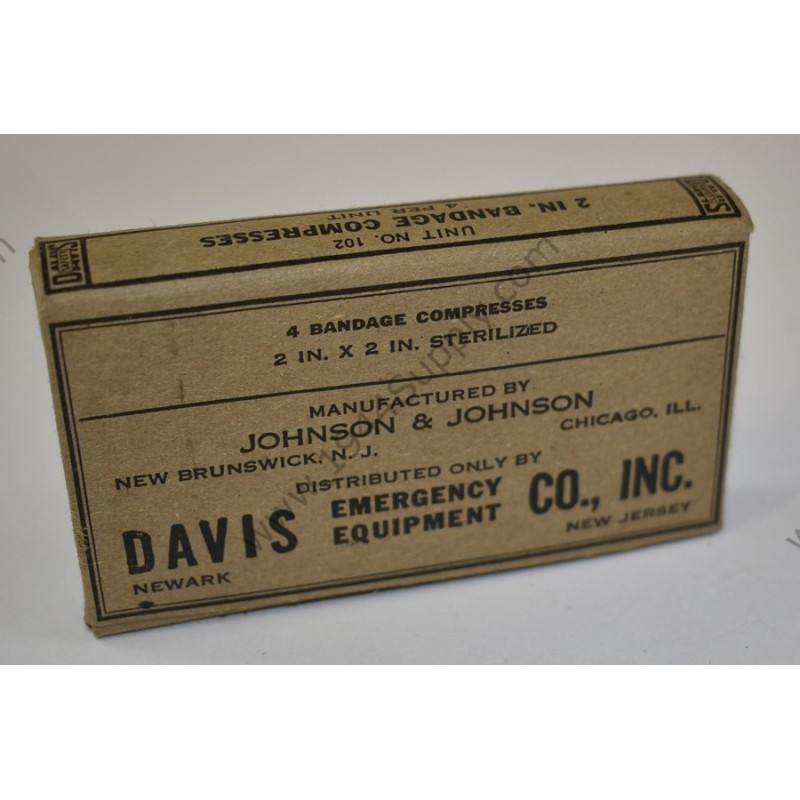 UNIT NO. 102
4 PER UNIT
2 IN. BANDAGE COMPRESSES
4 BANDAGE COMPRESSES
2 IN. X 2 IN. STERILIZED
MANUFACTURED BY
JOHNSON & JOHNSON
NEW BRUNSWICK, N. J. CHICAGO, ILL.
DISTRIBUTED ONLY BY
DAVIS EMERGENCY EQUIPMENT CO., INC.
NEWARK NEW JERSEY